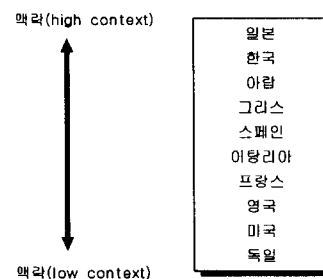 맥락(high context)
일본
한국
아랍
그리스
스페인
이탈리아
프랑스
영국
미국
독일
맥락(low context)